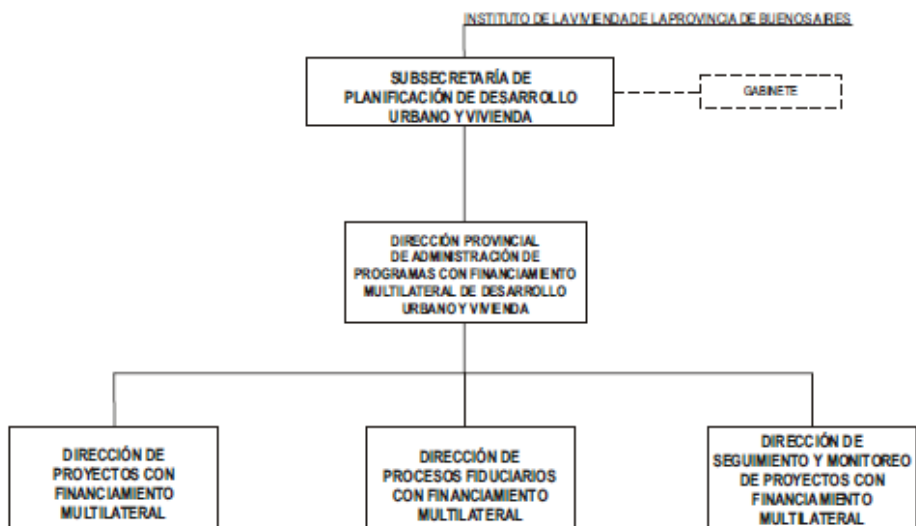 INSTITUTO DE LA VIVIENDA DE LA PROVINCIA DE BUENOS AIRES
SUBSECRETARÍA DE
PLANIFICACIÓN DE DESARROLLO
URBANO Y VIVIENDA
GABINETE
DIRECCIÓN PROVINCIAL
DE ADMINISTRACIÓN DE
PROGRAMAS CON FINANCIAMIENTO
MULTILATERAL DE DESARROLLO
URBANO Y VIVIENDA
DIRECCIÓN DE
PROYECTOS CON
FINANCIAMIENTO
MULTILATERAL
DIRECCIÓN DE
PROCESOS FIDUCIARIOS
CON FINANCIAMIENTO
MULTILATERAL
DIRECCIÓN DE
SEGUIMIENTO Y MONITOREO
DE PROYECTOS CON
FINANCIAMIENTO
MULTILATERAL